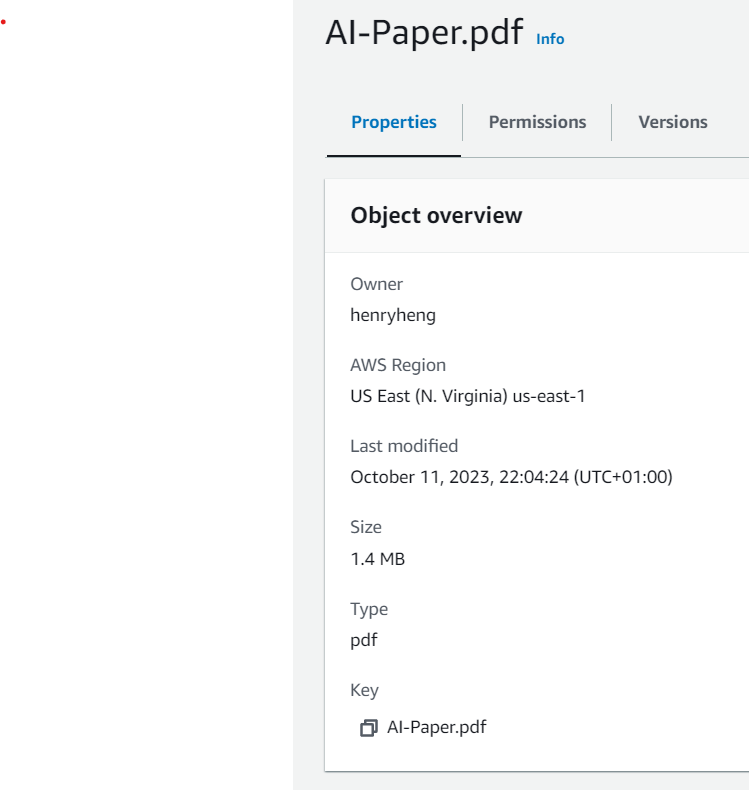 AI-Paper.pdf Info
Properties Permissions Versions
Object overview
Owner
henryheng
AWS Region
US East (N. Virginia) us-east-1
Last modified
October 11, 2023, 22:04:24 (UTC+01:00)
Size
1.4 MB
Type
pdf
Key
AI-Paper.pdf